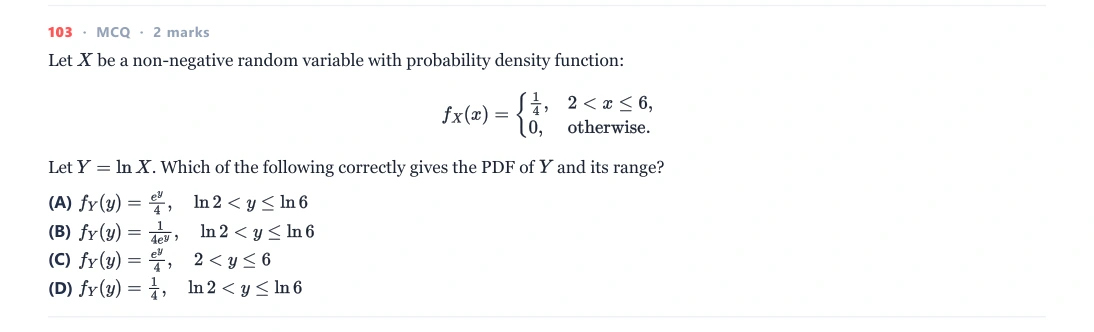 103 · MCQ · 2 marks
Let X be a non-negative random variable with probability density function:
f_X(x) = { 1/4, 2 < x ≤ 6,
0, otherwise.
Let Y = ln X. Which of the following correctly gives the PDF of Y and its range?
(A) f_Y(y) = e^y/4, ln 2 < y ≤ ln 6
(B) f_Y(y) = 1/(4e^y), ln 2 < y ≤ ln 6
(C) f_Y(y) = e^y/4, 2 < y ≤ 6
(D) f_Y(y) = 1/4, ln 2 < y ≤ ln 6